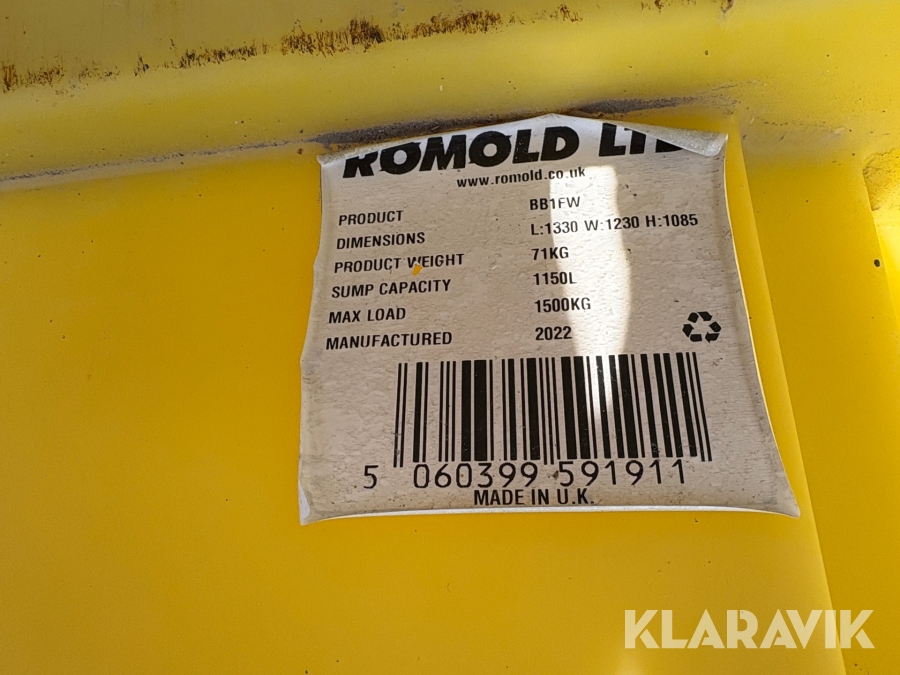 ROMOLD LTD
www.romold.co.uk
PRODUCT BB1FW
DIMENSIONS L:1330 W:1230 H:1085
PRODUCT WEIGHT 71KG
SUMP CAPACITY 1150L
MAX LOAD 1500KG
MANUFACTURED 2022
5 060399 591911
MADE IN U.K.
KLARAVIK